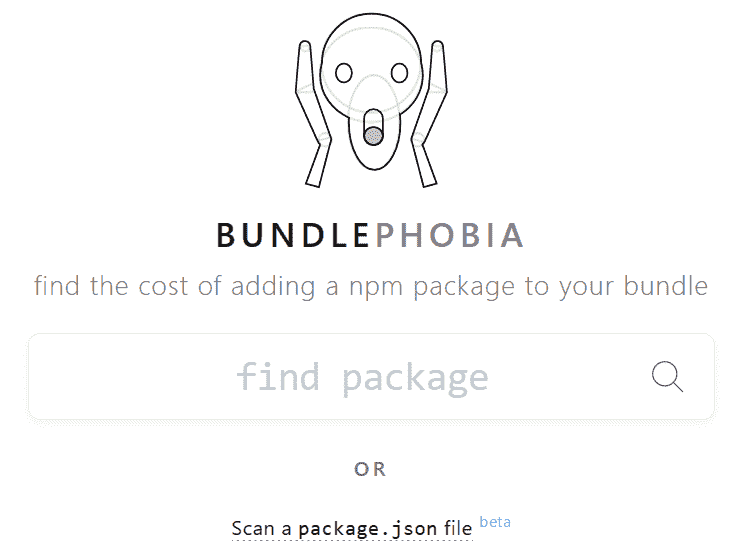 BUNDLEPHOBIA
find the cost of adding a npm package to your bundle
find package
OR
Scan a package.json file beta